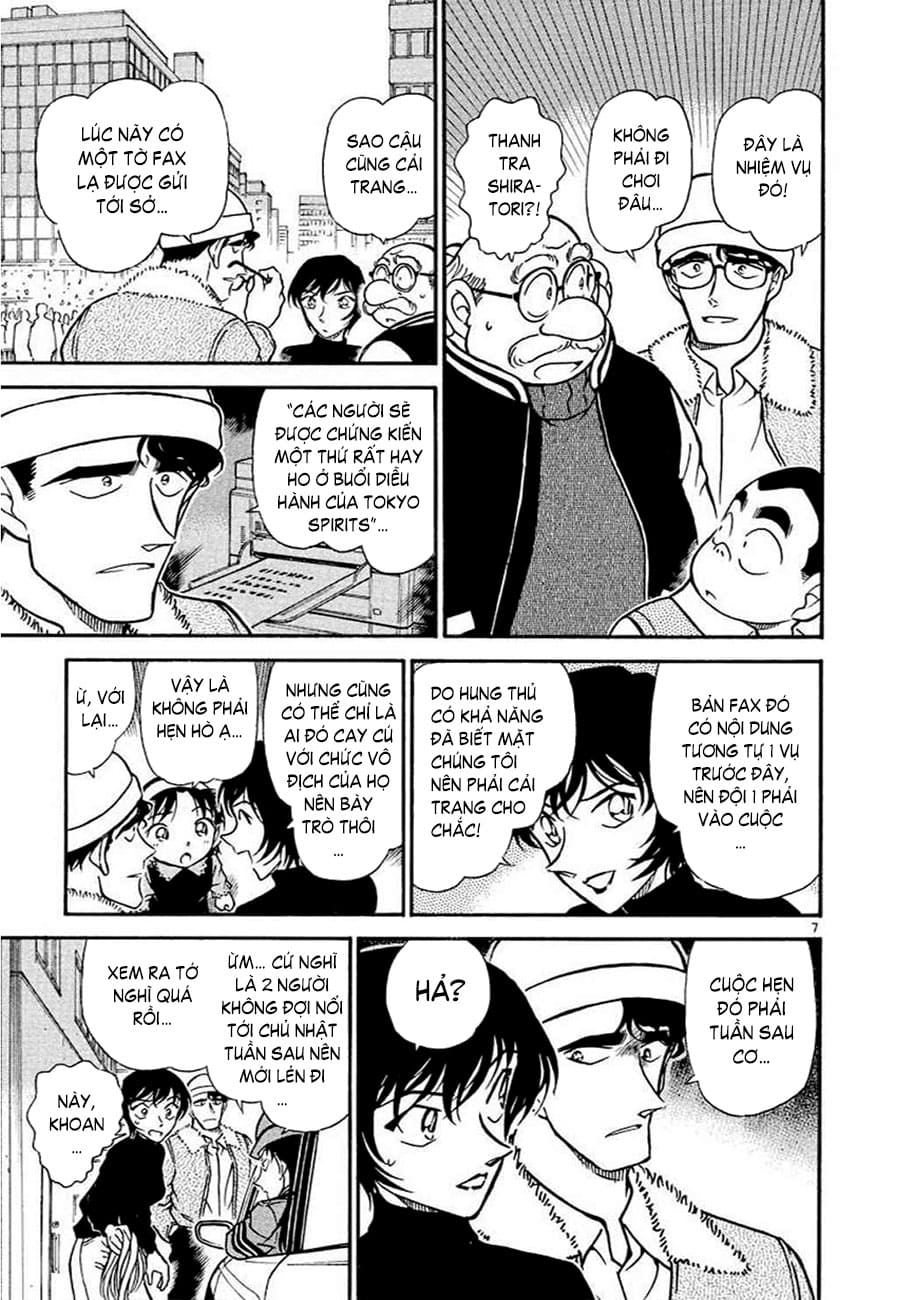 ĐÂY LÀ
NHIỆM VỤ
ĐÓ!
KHÔNG
PHẢI ĐI
CHƠI
ĐÂU...
THANH
TRA
SHIRA-
TORI?!
SAO CẬU
CŨNG CẢI
TRANG...
LÚC NÀY CÓ
MỘT TỜ FAX
LẠ ĐƯỢC GỬI
TỚI SỞ...
“CÁC NGƯỜI SẼ
ĐƯỢC CHỨNG KIẾN
MỘT THỨ RẤT HAY
HO Ở BUỔI DIỄU
HÀNH CỦA TOKYO
SPIRITS”...
BẢN FAX ĐÓ
CÓ NỘI DUNG
TƯƠNG TỰ 1 VỤ
TRƯỚC ĐÂY,
NÊN ĐỘI 1 PHẢI
VÀO CUỘC
...
DO HUNG THỦ
CÓ KHẢ NĂNG
ĐÃ BIẾT MẶT
CHÚNG TÔI
NÊN PHẢI CẢI
TRANG CHO
CHẮC!
NHƯNG CŨNG
CÓ THỂ CHỈ LÀ
AI ĐÓ CAY CÚ
VỚI CHỨC VÔ
ĐỊCH CỦA HỌ
NÊN BÀY
TRÒ THÔI
...
VẬY LÀ
KHÔNG PHẢI
HẸN HÒ Ạ...
Ừ, VỚI
LẠI...
7
CUỘC HẸN
ĐÓ PHẢI
TUẦN SAU
CƠ...
HẢ?
ỪM... CỨ NGHĨ
LÀ 2 NGƯỜI
KHÔNG ĐỢI NỔI
TỚI CHỦ NHẬT
TUẦN SAU NÊN
MỚI LÉN ĐI
...
XEM RA TỚ
NGHĨ QUÁ
RỒI...
NÀY,
KHOAN
...